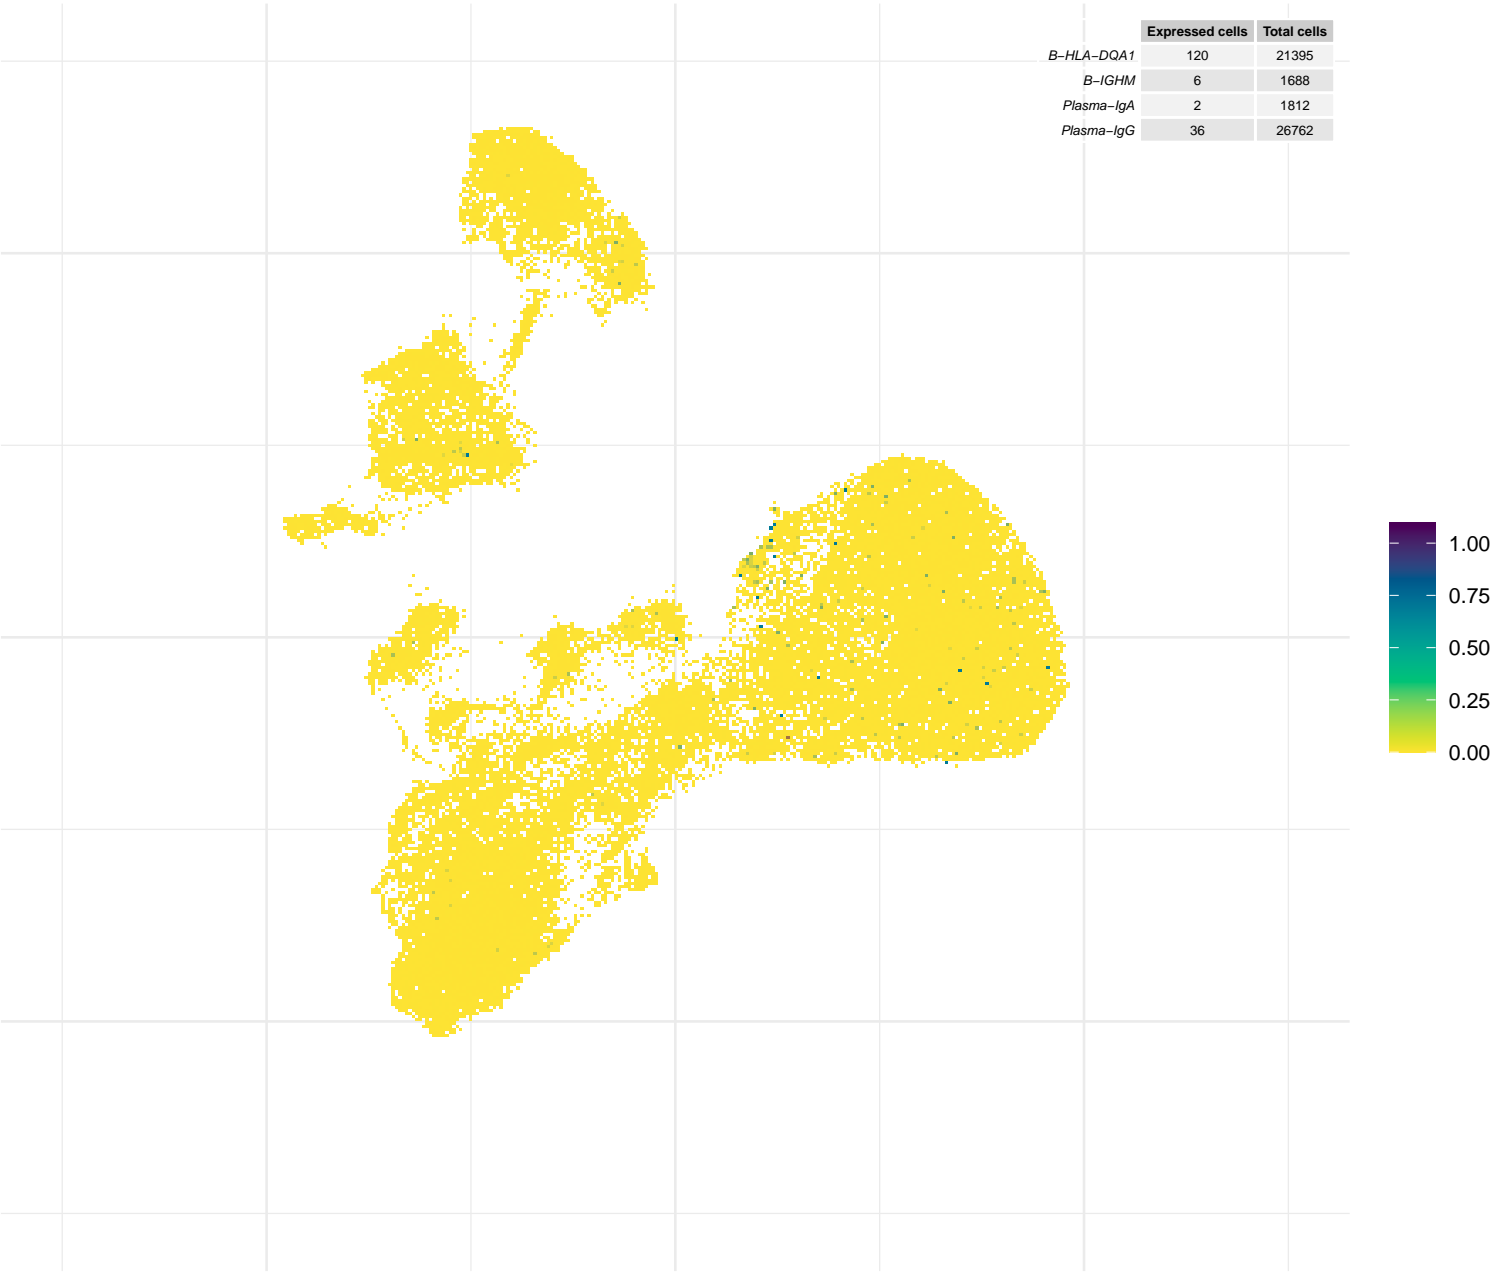 Expressed cells Total cells
B−HLA−DQA1 120 21395
B−IGHM 6 1688
Plasma−IgA 2 1812
Plasma−IgG 36 26762
1.00
0.75
0.50
0.25
0.00